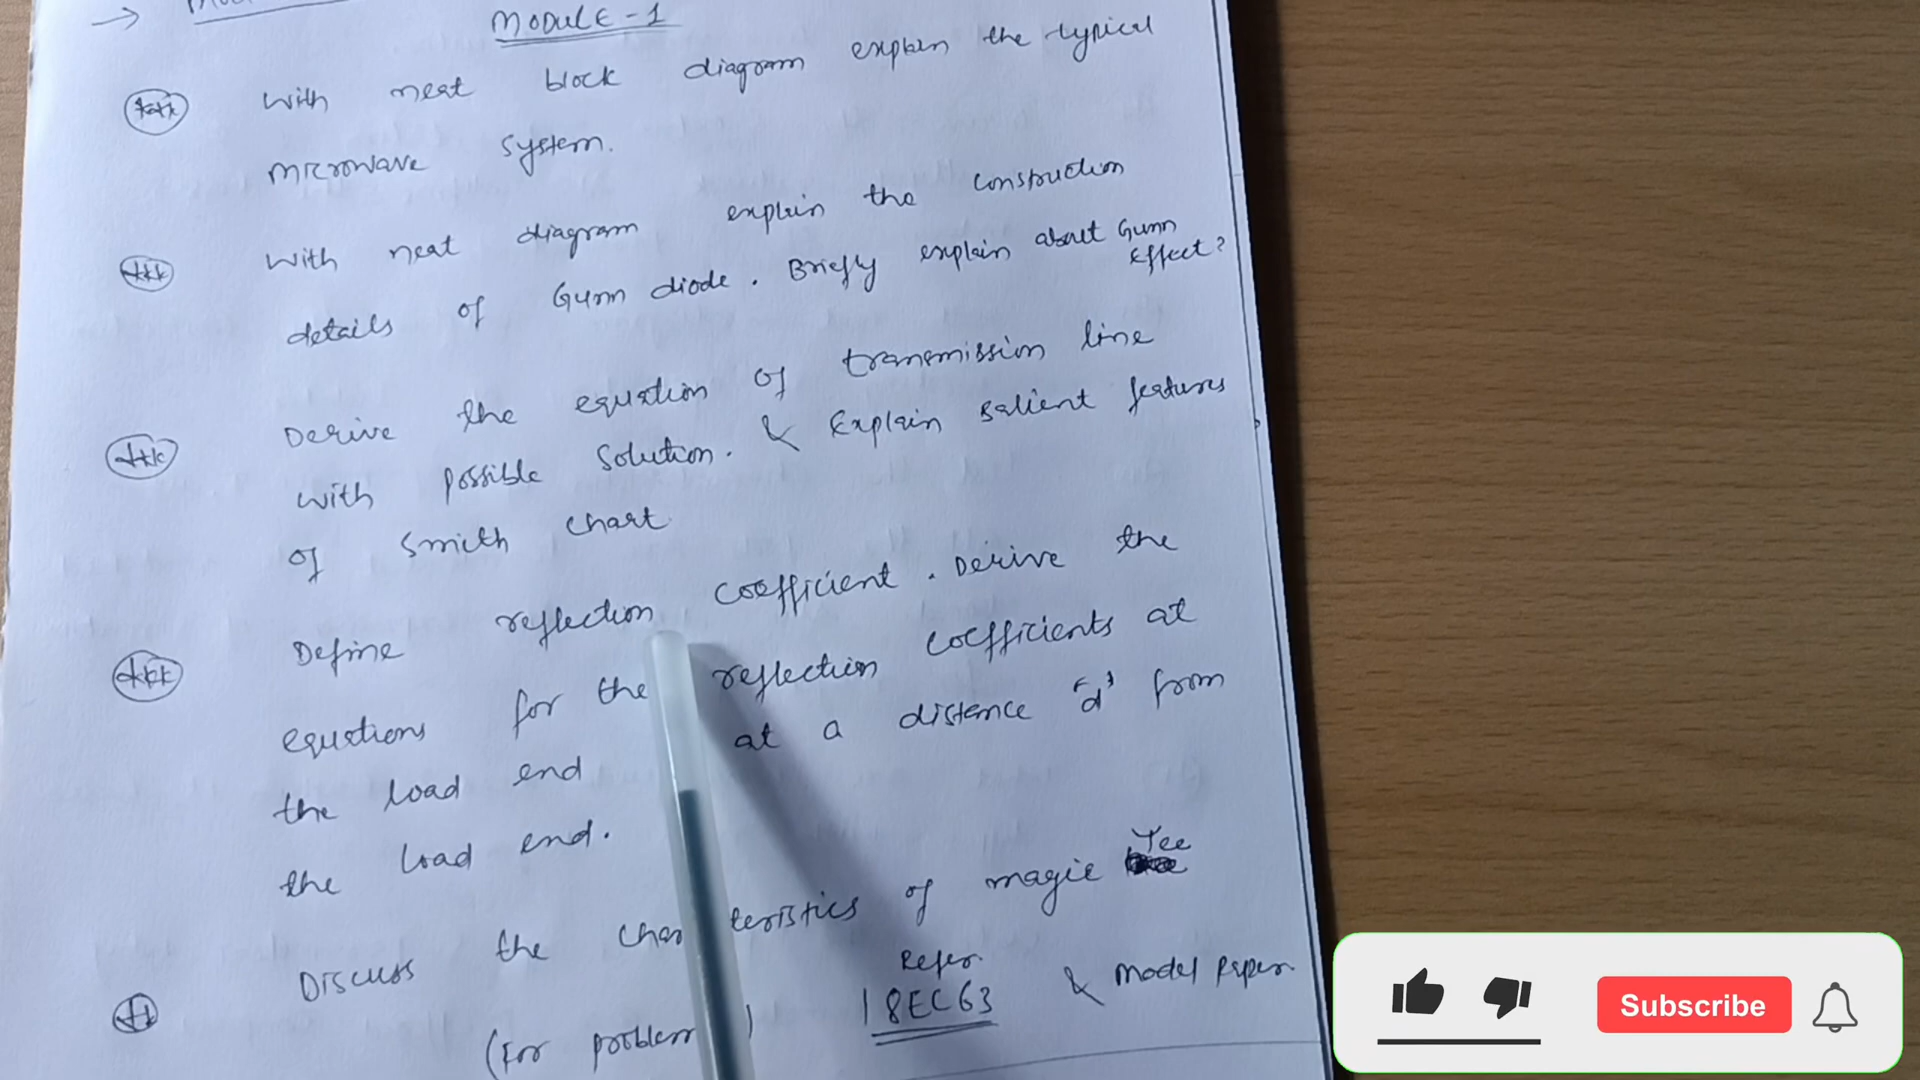 MODULE-1
*** With neat block diagram explain the typical
microwave system.
*** With neat diagram explain the construction
details of Gunn diode. Briefly explain about Gunn
Effect?
*** Derive the equation of transmission line
with possible solution. & Explain salient features
of smith chart
*** Define reflection coefficient. Derive the
equations for the reflection coefficients at
the load end at a distance 'd' from
the load end.
** Discuss the characteristics of magic Tee
(For problem) Refer 18EC63 & Model Paper
Subscribe